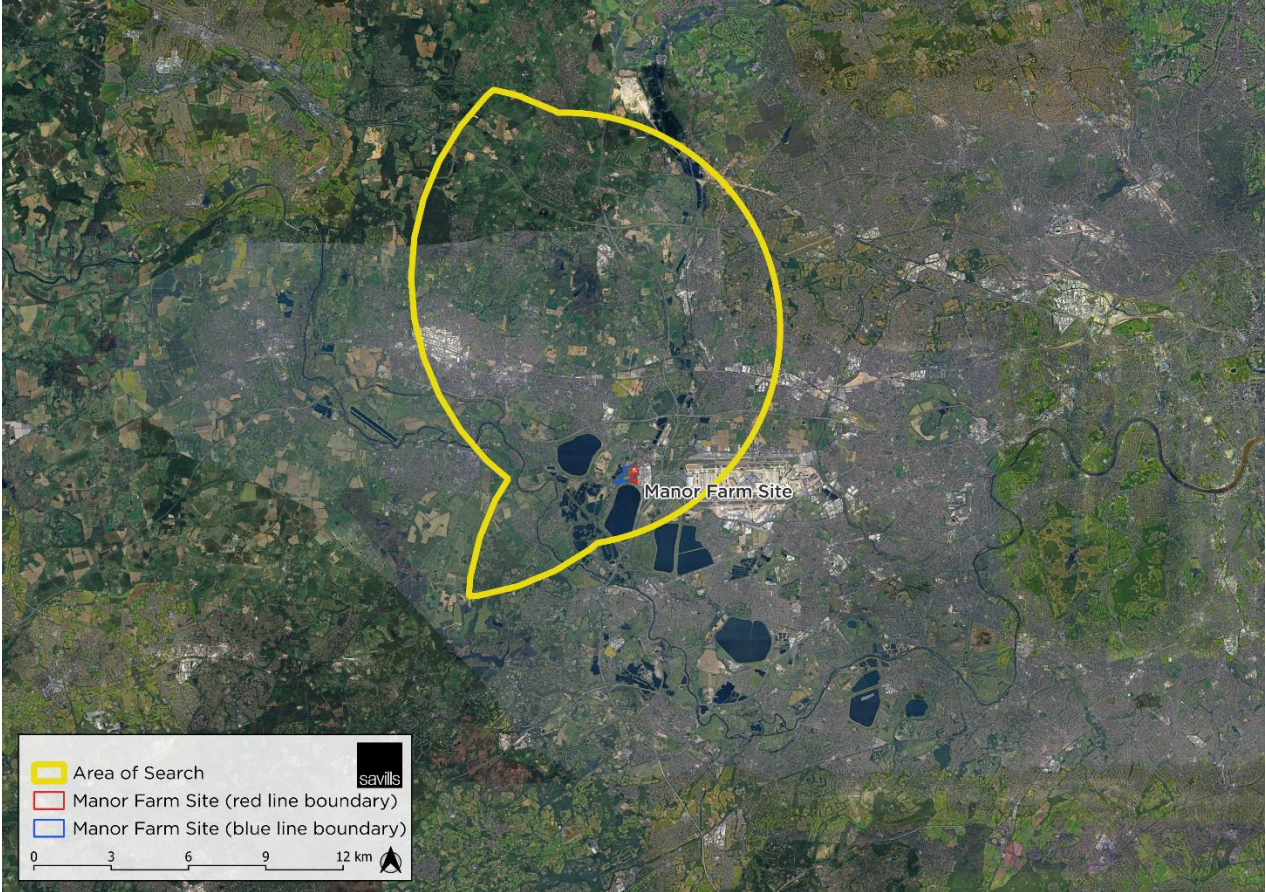 Manor Farm Site
savills
Area of Search
Manor Farm Site (red line boundary)
Manor Farm Site (blue line boundary)
0 3 6 9 12 km